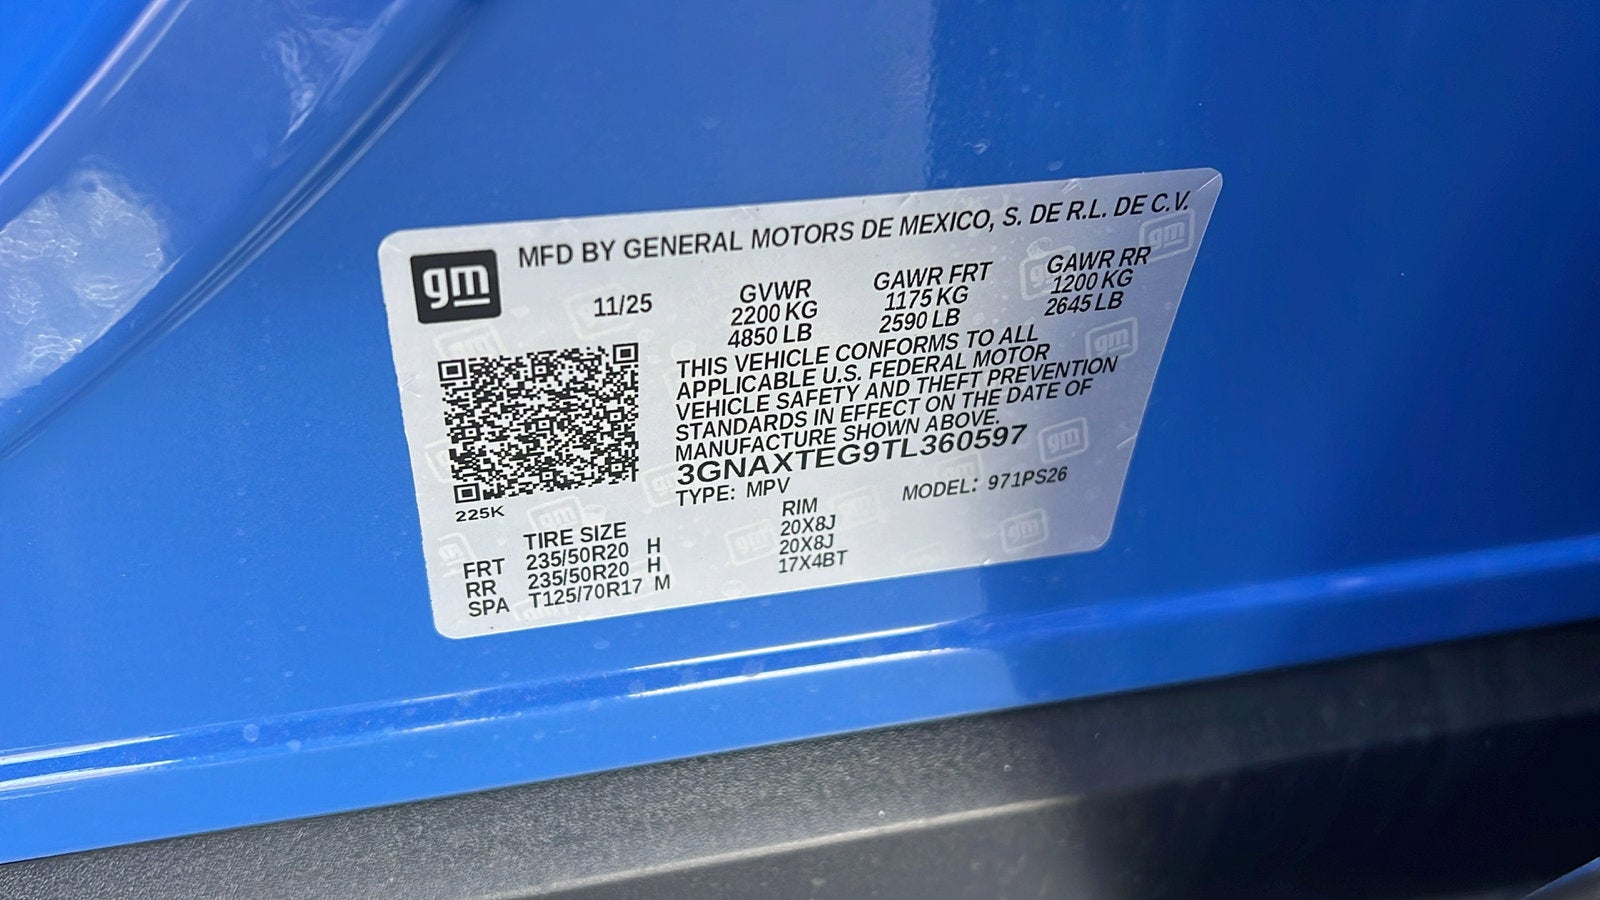 gm
MFD BY GENERAL MOTORS DE MEXICO, S. DE R.L. DE C.V.
11/25
GVWR GAWR FRT GAWR RR
2200 KG 1175 KG 1200 KG
4850 LB 2590 LB 2645 LB
THIS VEHICLE CONFORMS TO ALL
APPLICABLE U.S. FEDERAL MOTOR
VEHICLE SAFETY AND THEFT PREVENTION
STANDARDS IN EFFECT ON THE DATE OF
MANUFACTURE SHOWN ABOVE.
3GNAXTEG9TL360597
TYPE: MPV MODEL: 971PS26
225K
TIRE SIZE RIM
FRT 235/50R20 H 20X8J
RR 235/50R20 H 20X8J
SPA T125/70R17 M 17X4BT